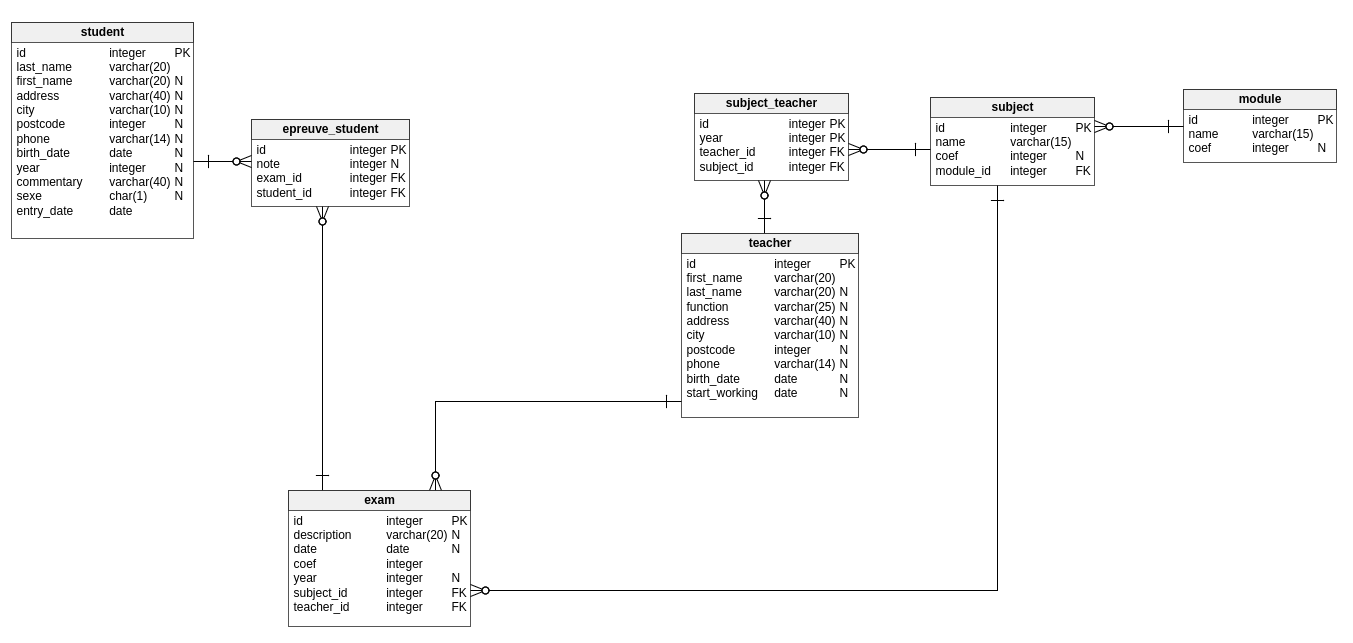 student
id integer PK
last_name varchar(20)
first_name varchar(20) N
address varchar(40) N
city varchar(10) N
postcode integer N
phone varchar(14) N
birth_date date N
year integer N
commentary varchar(40) N
sexe char(1) N
entry_date date
epreuve_student
id integer PK
note integer N
exam_id integer FK
student_id integer FK
subject_teacher
id integer PK
year integer PK
teacher_id integer FK
subject_id integer FK
subject
id integer PK
name varchar(15)
coef integer N
module_id integer FK
module
id integer PK
name varchar(15)
coef integer N
teacher
id integer PK
first_name varchar(20)
last_name varchar(20) N
function varchar(25) N
address varchar(40) N
city varchar(10) N
postcode integer N
phone varchar(14) N
birth_date date N
start_working date N
exam
id integer PK
description varchar(20) N
date date N
coef integer
year integer N
subject_id integer FK
teacher_id integer FK